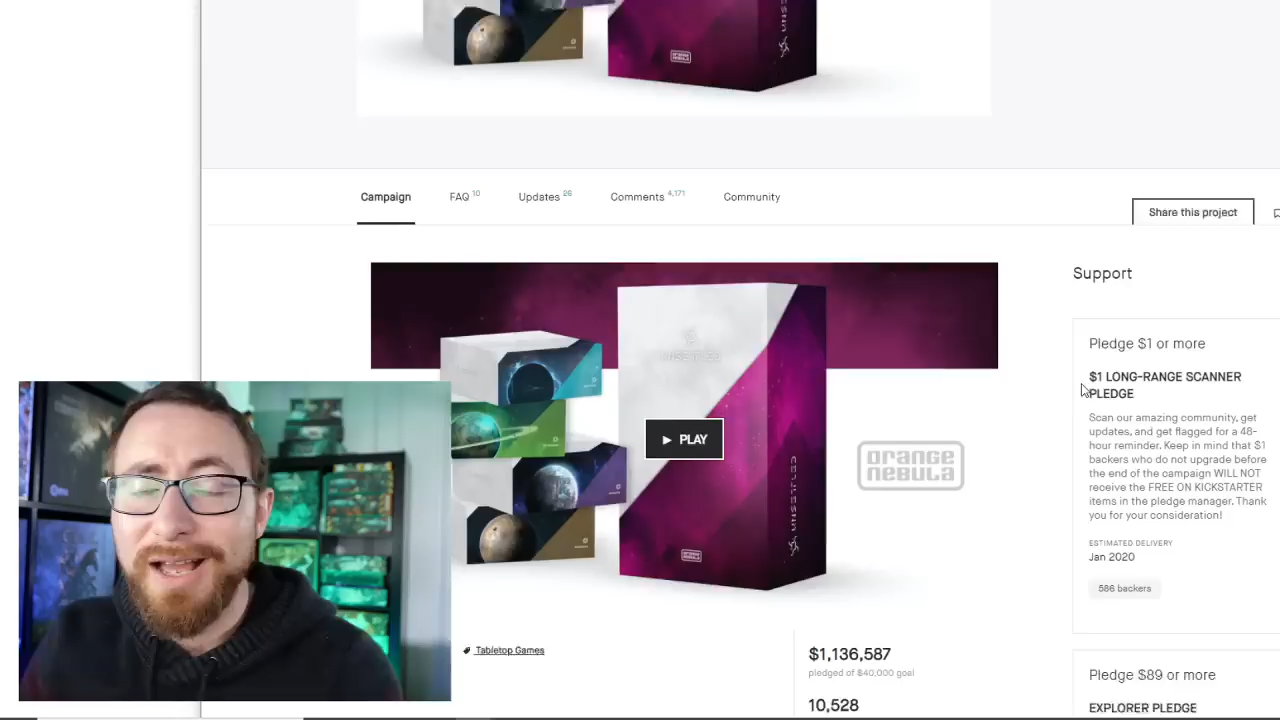 Campaign
FAQ 10
Updates 26
Comments 4,171
Community
Share this project
UNSETTLED
PLAY
orange
nebula
UNSETTLED
Support
Pledge $1 or more
$1 LONG-RANGE SCANNER
PLEDGE
Scan our amazing community, get
updates, and get flagged for a 48-
hour reminder. Keep in mind that $1
backers who do not upgrade before
the end of the campaign WILL NOT
receive the FREE ON KICKSTARTER
items in the pledge manager. Thank
you for your consideration!
ESTIMATED DELIVERY
Jan 2020
586 backers
Tabletop Games
$1,136,587
pledged of $40,000 goal
10,528
Pledge $89 or more
EXPLORER PLEDGE